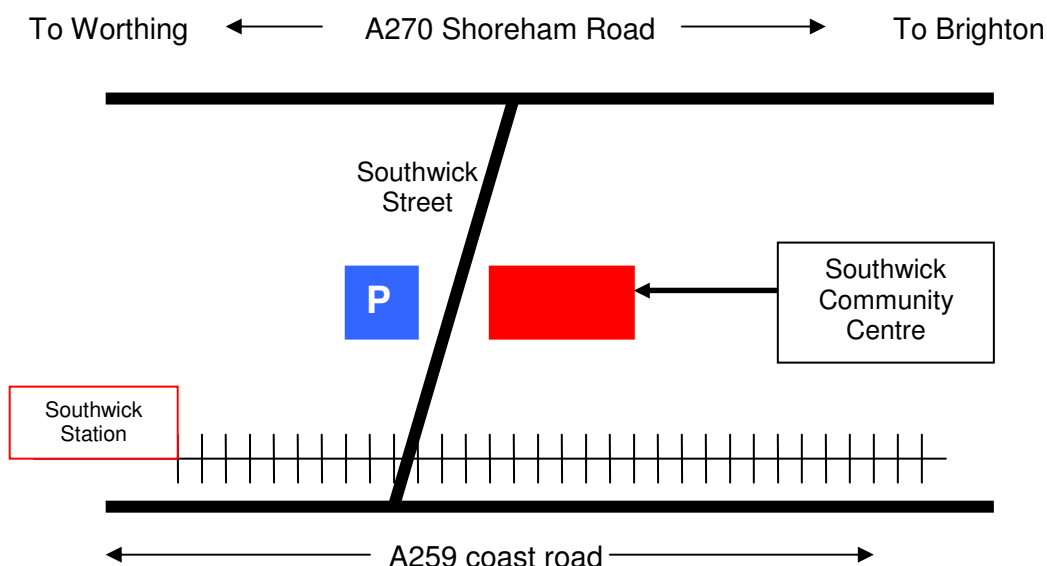 To Worthing A270 Shoreham Road To Brighton
Southwick
Street
P
Southwick
Community
Centre
Southwick
Station
A259 coast road